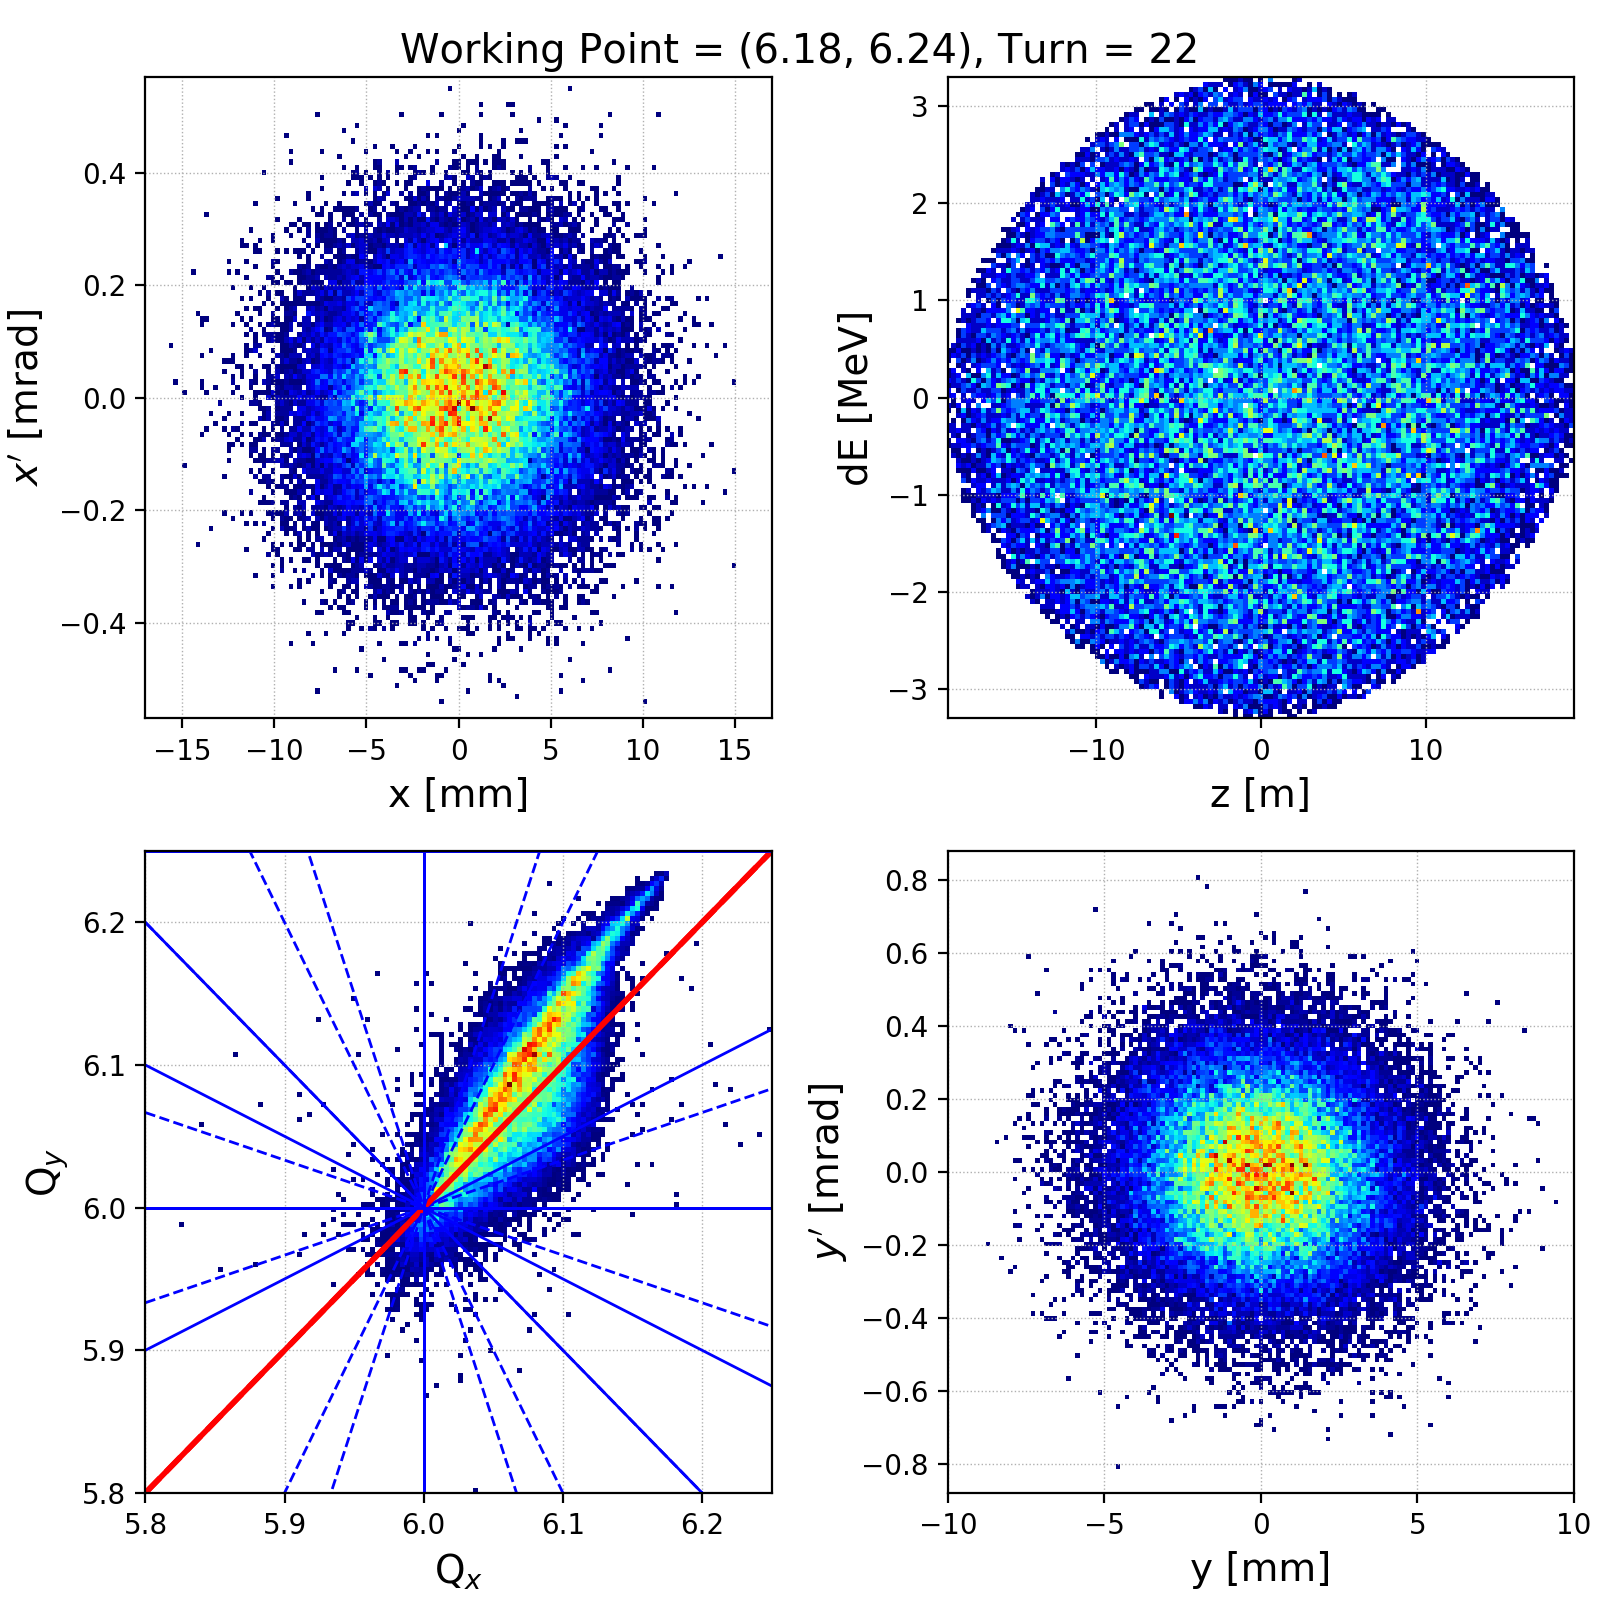 Working Point = (6.18, 6.24), Turn = 22
0.4
0.2
0.0
−0.2
−0.4
x′ [mrad]
−15 −10 −5 0 5 10 15
x [mm]
3
2
1
0
−1
−2
−3
dE [MeV]
−10 0 10
z [m]
6.2
6.1
6.0
5.9
5.8
Qy
5.8 5.9 6.0 6.1 6.2
Qx
0.8
0.6
0.4
0.2
0.0
−0.2
−0.4
−0.6
−0.8
y′ [mrad]
−10 −5 0 5 10
y [mm]